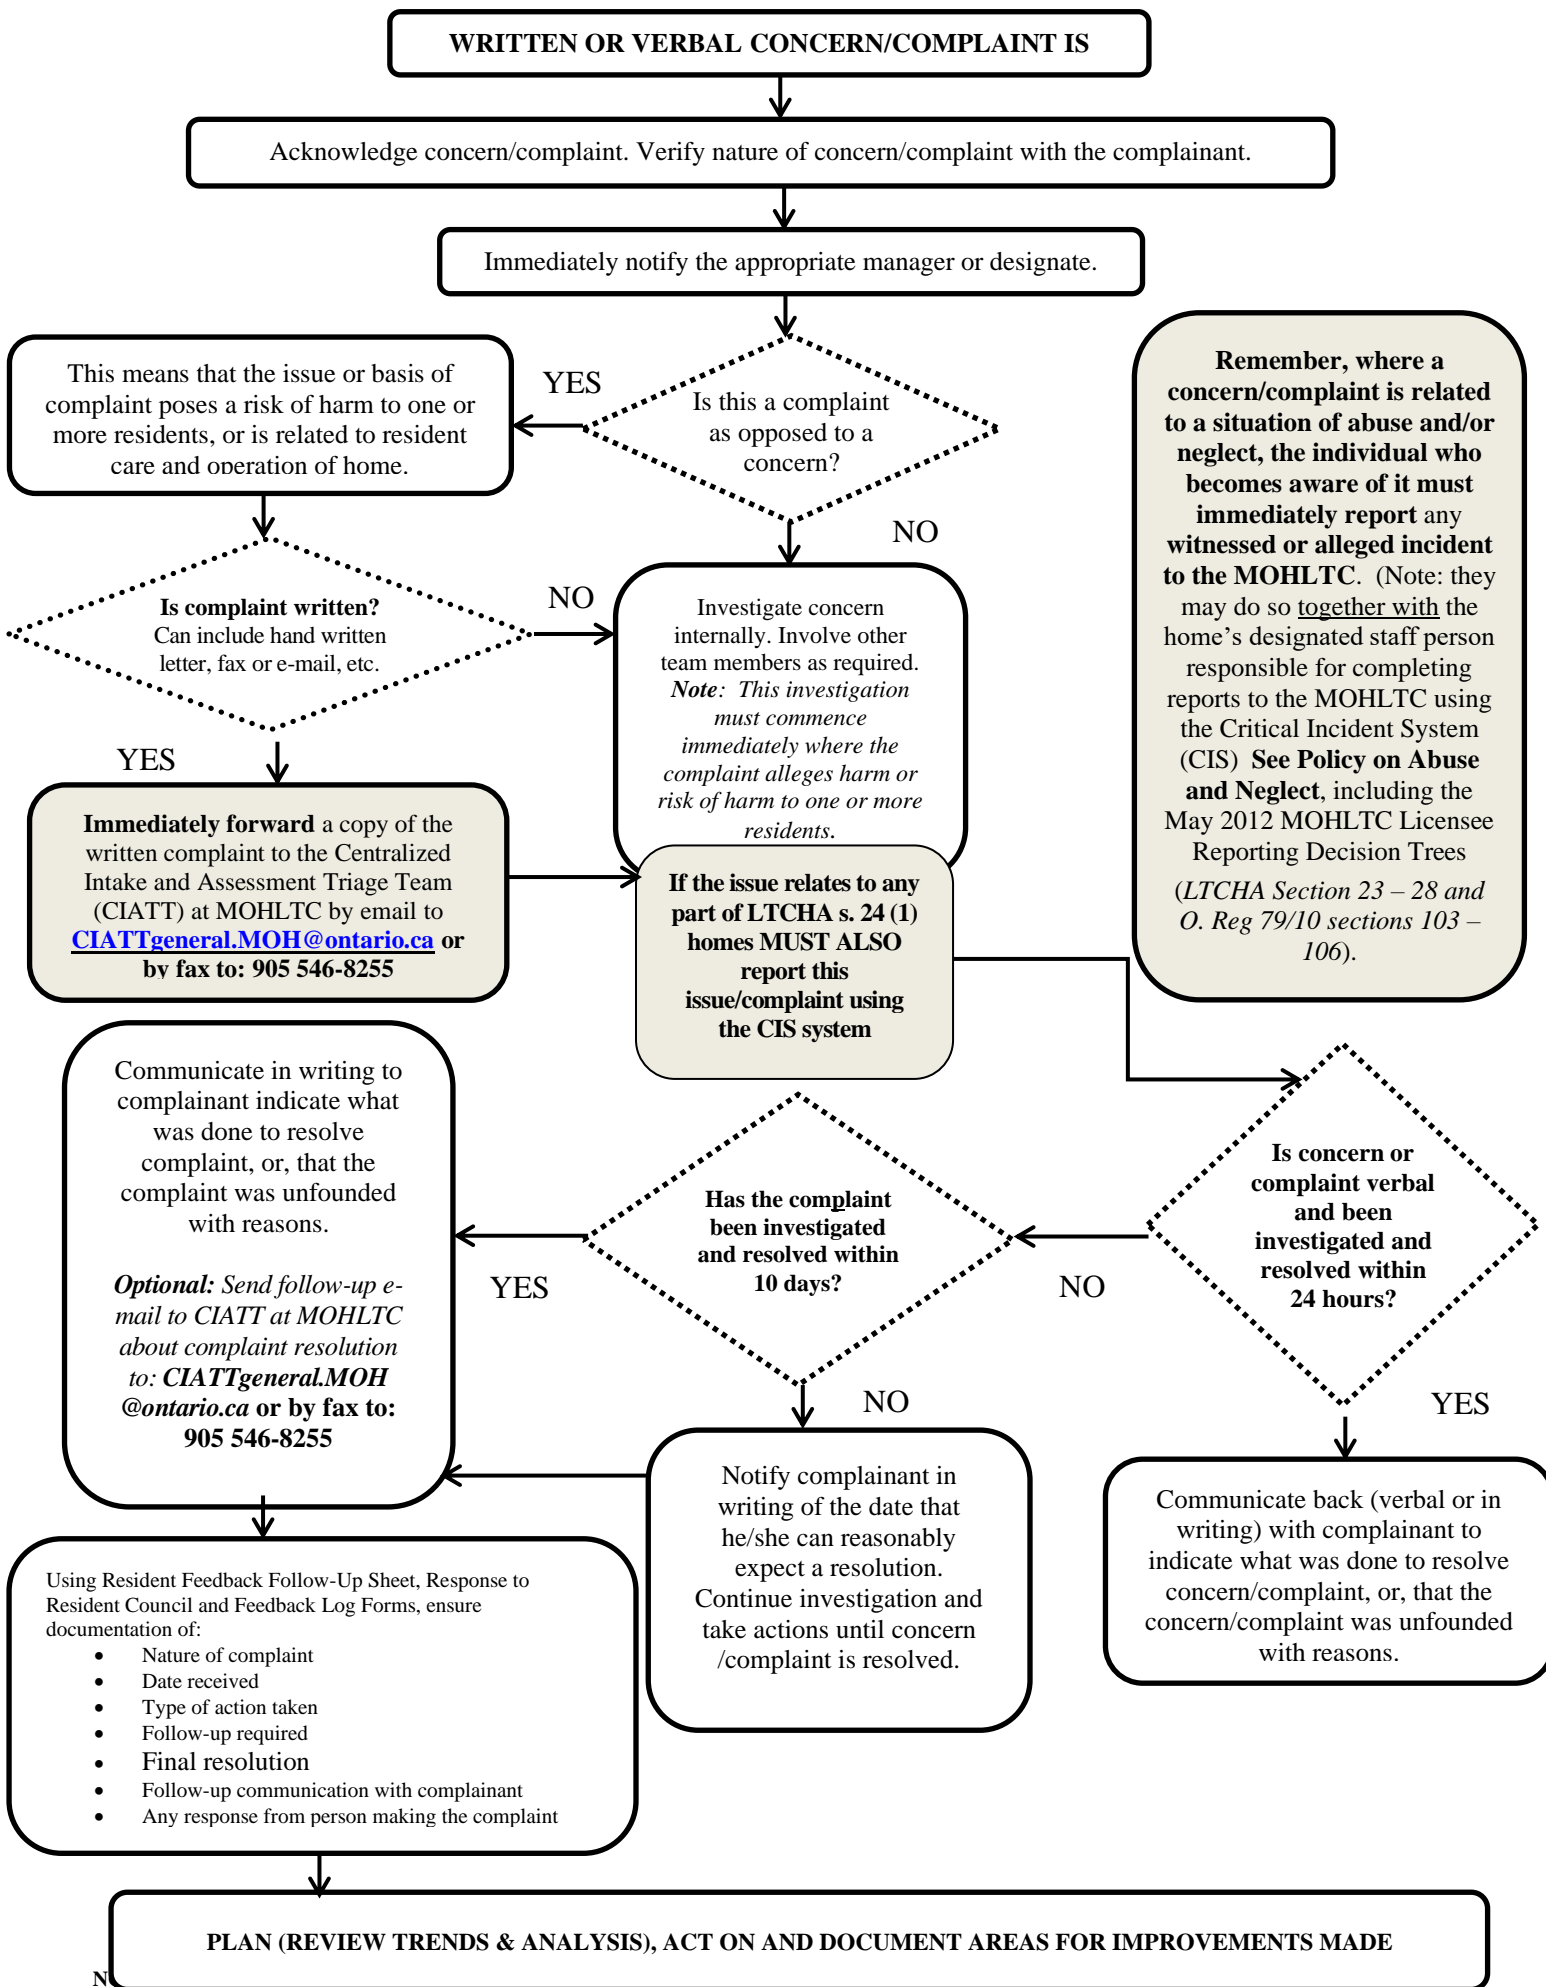 WRITTEN OR VERBAL CONCERN/COMPLAINT IS
Acknowledge concern/complaint. Verify nature of concern/complaint with the complainant.
Immediately notify the appropriate manager or designate.
This means that the issue or basis of
complaint poses a risk of harm to one or
more residents, or is related to resident
care and operation of home.
YES
Is this a complaint
as opposed to a
concern?
NO
Remember, where a
concern/complaint is related
to a situation of abuse and/or
neglect, the individual who
becomes aware of it must
immediately report any
witnessed or alleged incident
to the MOHLTC. (Note: they
may do so together with the
home’s designated staff person
responsible for completing
reports to the MOHLTC using
the Critical Incident System
(CIS) See Policy on Abuse
and Neglect, including the
May 2012 MOHLTC Licensee
Reporting Decision Trees
(LTCHA Section 23 – 28 and
O. Reg 79/10 sections 103 –
106).
Is complaint written?
Can include hand written
letter, fax or e-mail, etc.
NO
YES
Investigate concern
internally. Involve other
team members as required.
Note: This investigation
must commence
immediately where the
complaint alleges harm or
risk of harm to one or more
residents.
Immediately forward a copy of the
written complaint to the Centralized
Intake and Assessment Triage Team
(CIATT) at MOHLTC by email to
CIATTgeneral.MOH@ontario.ca or
by fax to: 905 546-8255
If the issue relates to any
part of LTCHA s. 24 (1)
homes MUST ALSO
report this
issue/complaint using
the CIS system
Communicate in writing to
complainant indicate what
was done to resolve
complaint, or, that the
complaint was unfounded
with reasons.
Optional: Send follow-up e-
mail to CIATT at MOHLTC
about complaint resolution
to: CIATTgeneral.MOH
@ontario.ca or by fax to:
905 546-8255
YES
Has the complaint
been investigated
and resolved within
10 days?
NO
Is concern or
complaint verbal
and been
investigated and
resolved within
24 hours?
NO
YES
Notify complainant in
writing of the date that
he/she can reasonably
expect a resolution.
Continue investigation and
take actions until concern
/complaint is resolved.
Communicate back (verbal or in
writing) with complainant to
indicate what was done to resolve
concern/complaint, or, that the
concern/complaint was unfounded
with reasons.
Using Resident Feedback Follow-Up Sheet, Response to
Resident Council and Feedback Log Forms, ensure
documentation of:
• Nature of complaint
• Date received
• Type of action taken
• Follow-up required
• Final resolution
• Follow-up communication with complainant
• Any response from person making the complaint
PLAN (REVIEW TRENDS & ANALYSIS), ACT ON AND DOCUMENT AREAS FOR IMPROVEMENTS MADE